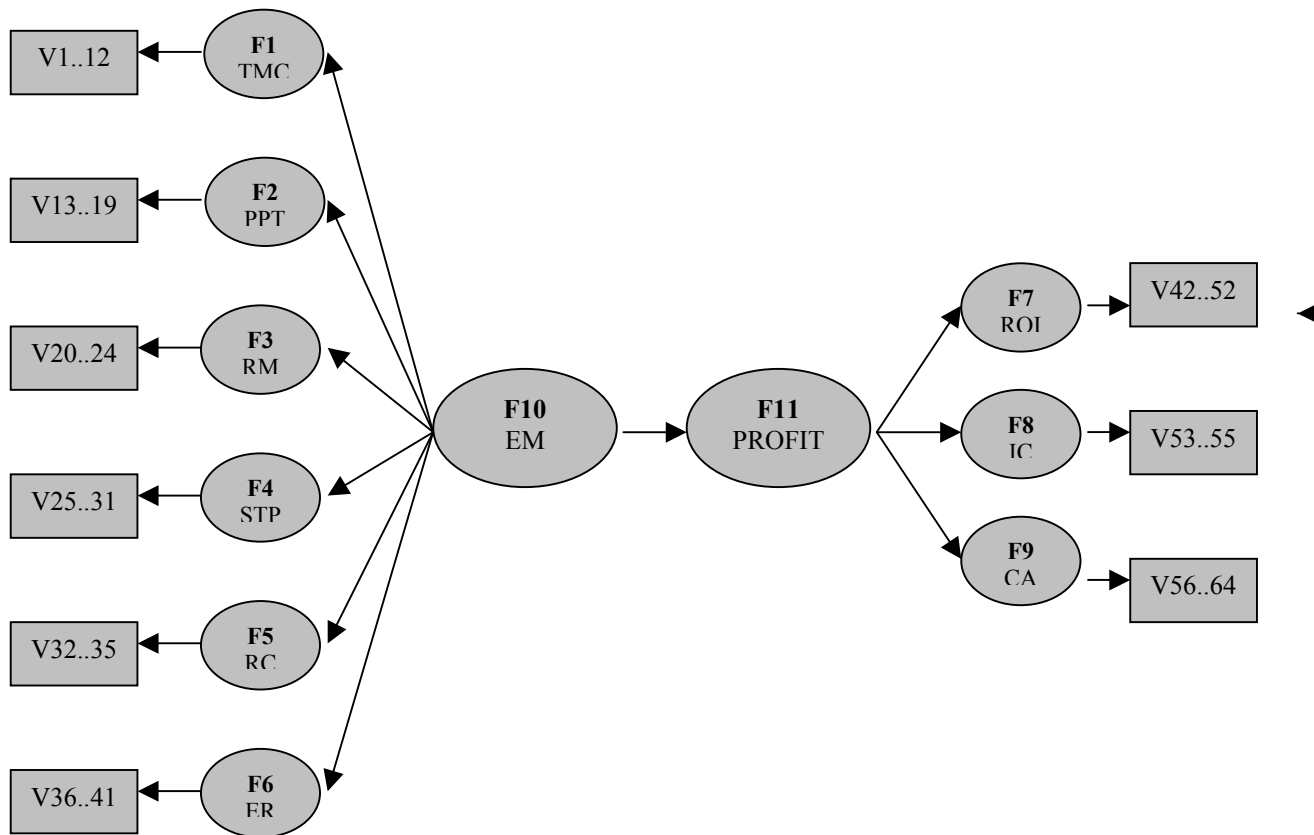 V1..12
F1
TMC
V13..19
F2
PPT
V20..24
F3
RM
V25..31
F4
STP
V32..35
F5
RC
V36..41
F6
ER
F10
EM
F11
PROFIT
F7
ROI
V42..52
F8
IC
V53..55
F9
CA
V56..64